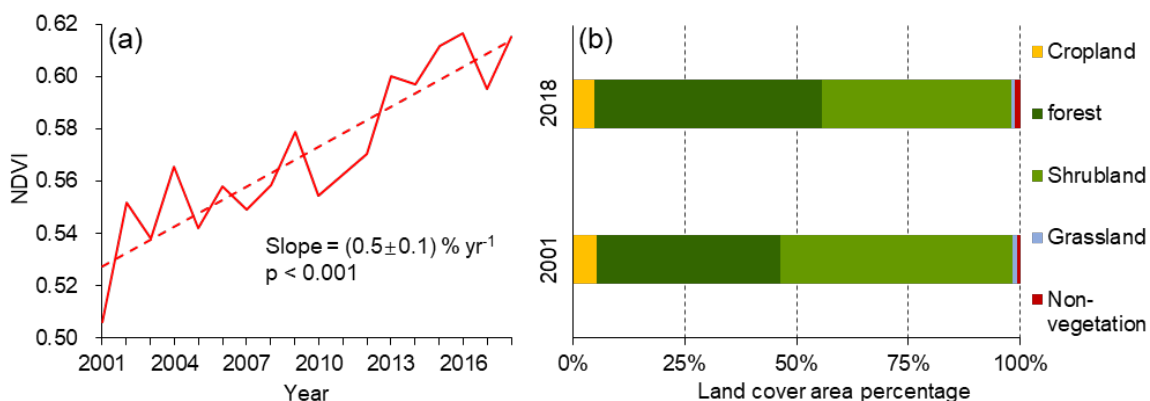 (a)
0.62
0.60
0.58
0.56
0.54
0.52
0.50
NDVI
Slope = (0.5±0.1) % yr⁻¹
p < 0.001
2001 2004 2007 2010 2013 2016
Year
(b)
2018
2001
0% 25% 50% 75% 100%
Land cover area percentage
Cropland
forest
Shrubland
Grassland
Non-
vegetation